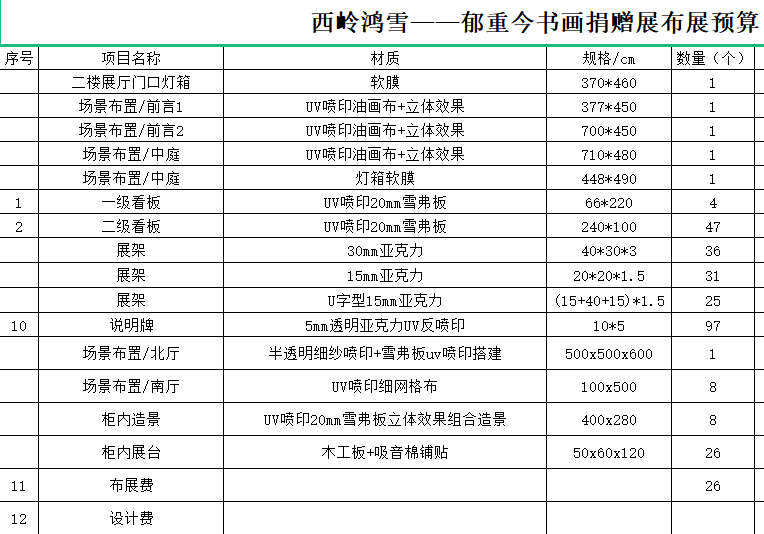 西岭鸿雪——郁重今书画捐赠展布展预算
序号 项目名称 材质 规格/cm 数量（个）
二楼展厅门口灯箱 软膜 370*460 1
场景布置/前言1 UV喷印油画布+立体效果 377*450 1
场景布置/前言2 UV喷印油画布+立体效果 700*450 1
场景布置/中庭 UV喷印油画布+立体效果 710*480 1
场景布置/中庭 灯箱软膜 448*490 1
1 一级看板 UV喷印20mm雪弗板 66*220 4
2 二级看板 UV喷印20mm雪弗板 240*100 47
展架 30mm亚克力 40*30*3 36
展架 15mm亚克力 20*20*1.5 31
展架 U字型15mm亚克力 (15+40+15)*1.5 25
10 说明牌 5mm透明亚克力UV反喷印 10*5 97
场景布置/北厅 半透明细纱喷印+雪弗板uv喷印搭建 500x500x600 1
场景布置/南厅 UV喷印细网格布 100x500 8
柜内造景 UV喷印20mm雪弗板立体效果组合造景 400x280 8
柜内展台 木工板+吸音棉铺贴 50x60x120 26
11 布展费 26
12 设计费